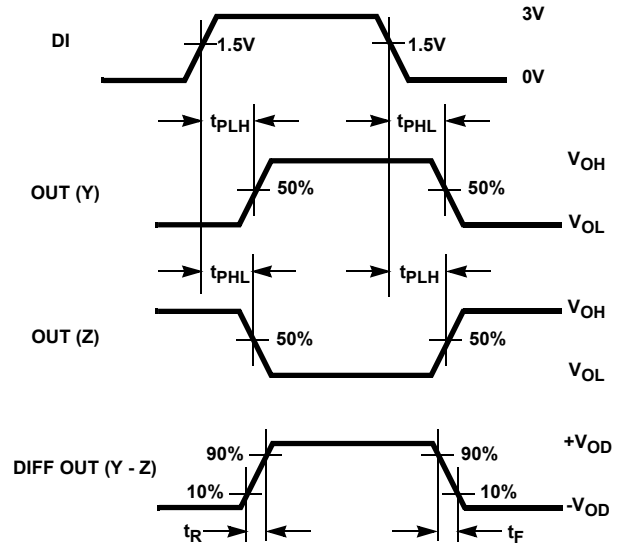 3V
DI
1.5V
1.5V
0V
tPLH
tPHL
VOH
50%
50%
OUT (Y)
VOL
tPHL
tPLH
VOH
OUT (Z)
50%
50%
VOL
+VOD
DIFF OUT (Y - Z)
90%
90%
10%
10%
-VOD
tR
tF